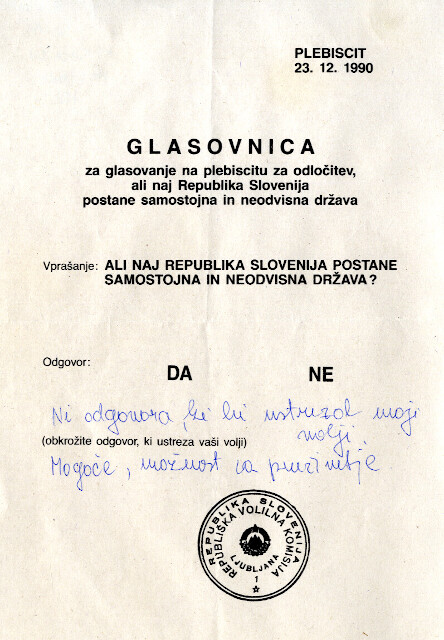 PLEBISCIT
23. 12. 1990
GLASOVNICA
za glasovanje na plebiscitu za odločitev,
ali naj Republika Slovenija
postane samostojna in neodvisna država
Vprašanje: ALI NAJ REPUBLIKA SLOVENIJA POSTANE
SAMOSTOJNA IN NEODVISNA DRŽAVA?
Odgovor:
DA NE
Ni odgovora, ki bi ustrezal moji
volji.
(obkrožite odgovor, ki ustreza vaši volji)
Mogoče, možnost za
REPUBLIKA SLOVENIJA
REPUBLIŠKA VOLILNA KOMISIJA
LJUBLJANA
1